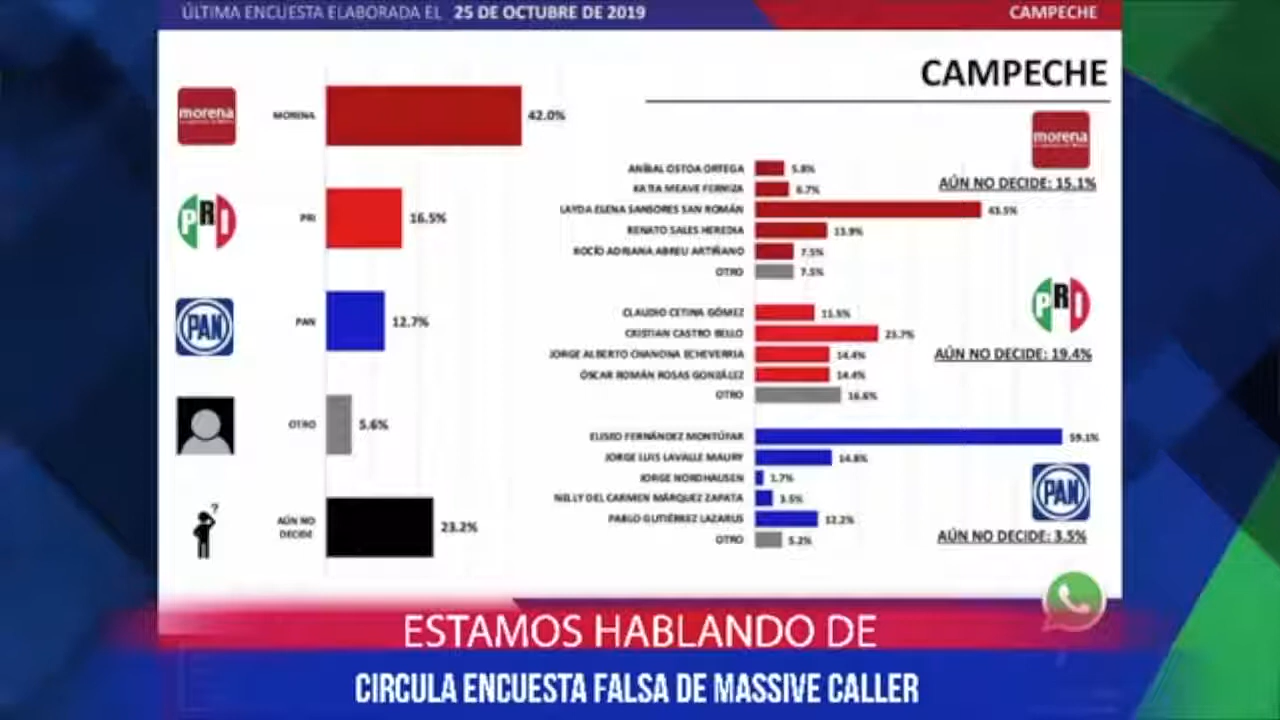 ÚLTIMA ENCUESTA ELABORADA EL 25 DE OCTUBRE DE 2019
CAMPECHE
CAMPECHE
morena
MORENA
42.0%
PRI
PRI
16.5%
PAN
PAN
12.7%
OTRO
5.6%
?
AÚN NO
DECIDE
23.2%
morena
AÚN NO DECIDE: 15.1%
ANÍBAL OSTOA ORTEGA 5.8%
KATIA MEAVE FERNIZA 6.7%
LAYDA ELENA SANSORES SAN ROMÁN 43.5%
RENATO SALES HEREDIA 13.9%
ROCÍO ADRIANA ABREU ARTIÑANO 7.5%
OTRO 7.5%
PRI
AÚN NO DECIDE: 19.4%
CLAUDIO CETINA GÓMEZ 11.5%
CRISTIAN CASTRO BELLO 23.7%
JORGE ALBERTO CHANONA ECHEVERRIA 14.4%
ÓSCAR ROMÁN ROSAS GONZÁLEZ 14.4%
OTRO 16.6%
ELISEO FERNÁNDEZ MONTÚFAR 59.1%
JORGE LUIS LAVALLE MAURY 14.8%
JORGE NORDHAUSEN 1.7%
NELLY DEL CARMEN MÁRQUEZ ZAPATA 3.5%
PABLO GUTIÉRREZ LAZARUS 12.2%
OTRO 5.2%
PAN
AÚN NO DECIDE: 3.5%
ESTAMOS HABLANDO DE
CIRCULA ENCUESTA FALSA DE MASSIVE CALLER